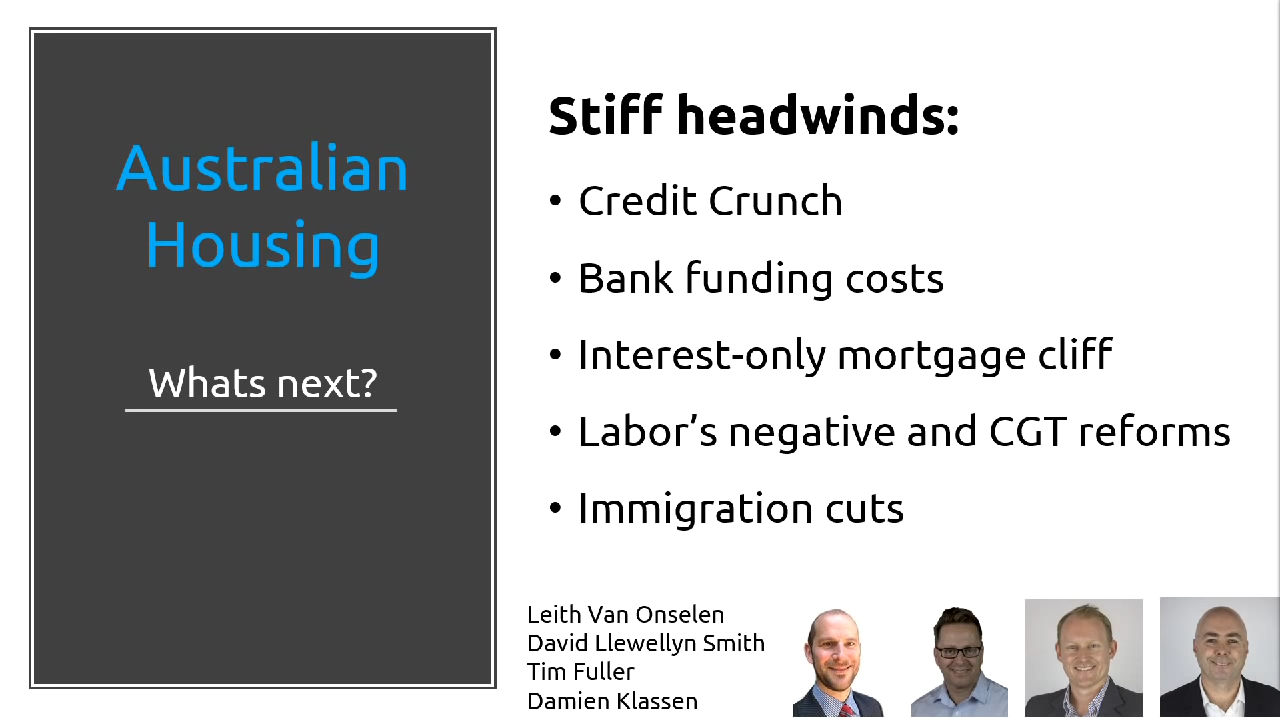 Australian
Housing
Whats next?
Stiff headwinds:
• Credit Crunch
• Bank funding costs
• Interest-only mortgage cliff
• Labor’s negative and CGT reforms
• Immigration cuts
Leith Van Onselen
David Llewellyn Smith
Tim Fuller
Damien Klassen